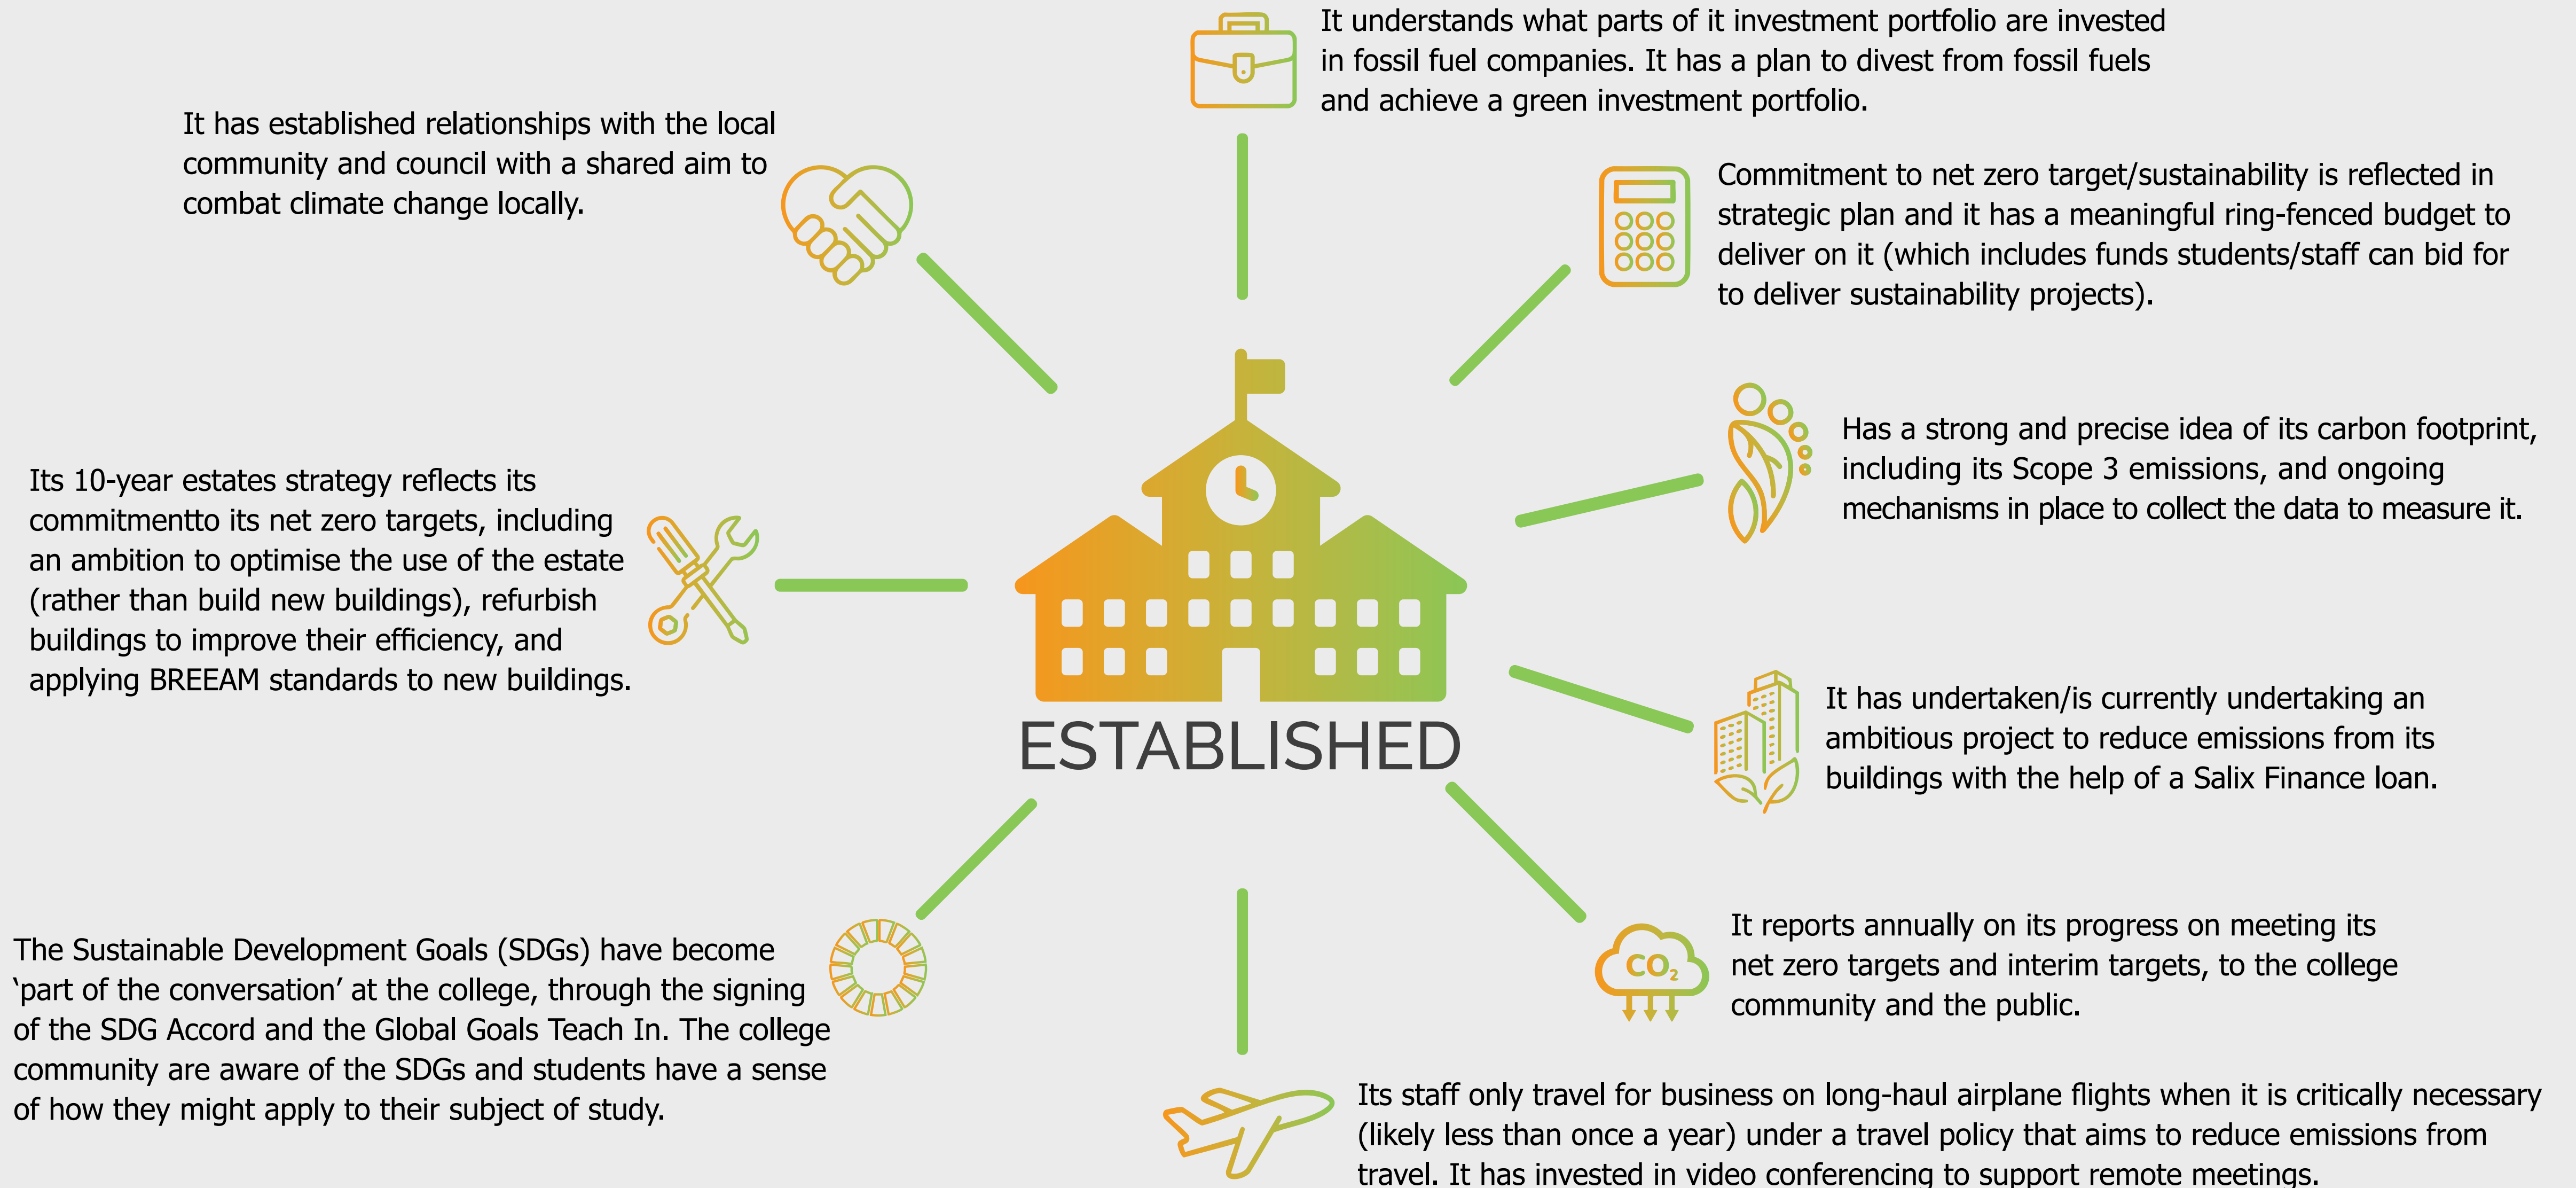 It understands what parts of it investment portfolio are invested
in fossil fuel companies. It has a plan to divest from fossil fuels
and achieve a green investment portfolio.
It has established relationships with the local
community and council with a shared aim to
combat climate change locally.
Commitment to net zero target/sustainability is reflected in
strategic plan and it has a meaningful ring-fenced budget to
deliver on it (which includes funds students/staff can bid for
to deliver sustainability projects).
Has a strong and precise idea of its carbon footprint,
including its Scope 3 emissions, and ongoing
mechanisms in place to collect the data to measure it.
Its 10-year estates strategy reflects its
commitmentto its net zero targets, including
an ambition to optimise the use of the estate
(rather than build new buildings), refurbish
buildings to improve their efficiency, and
applying BREEAM standards to new buildings.
ESTABLISHED
It has undertaken/is currently undertaking an
ambitious project to reduce emissions from its
buildings with the help of a Salix Finance loan.
The Sustainable Development Goals (SDGs) have become
‘part of the conversation’ at the college, through the signing
of the SDG Accord and the Global Goals Teach In. The college
community are aware of the SDGs and students have a sense
of how they might apply to their subject of study.
CO₂
It reports annually on its progress on meeting its
net zero targets and interim targets, to the college
community and the public.
Its staff only travel for business on long-haul airplane flights when it is critically necessary
(likely less than once a year) under a travel policy that aims to reduce emissions from
travel. It has invested in video conferencing to support remote meetings.